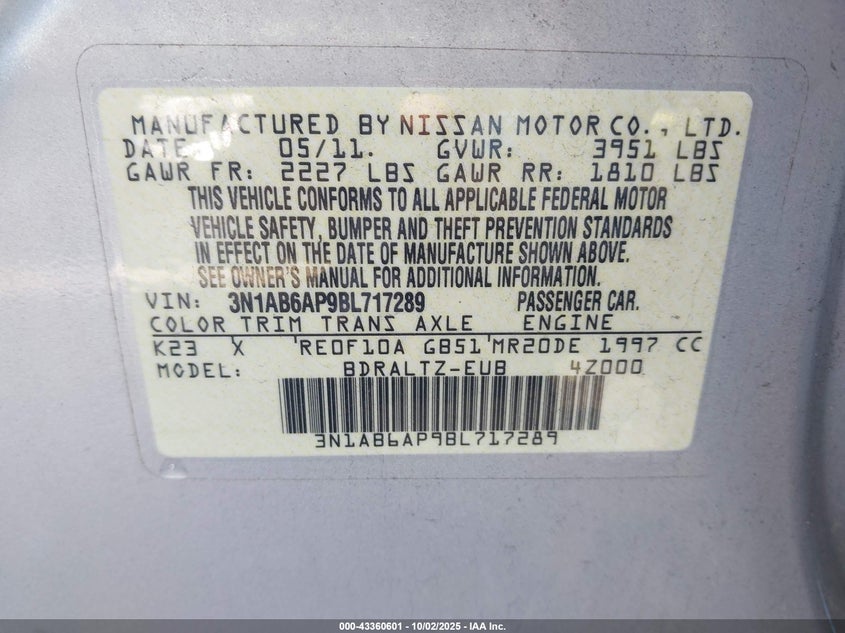 MANUFACTURED BY NISSAN MOTOR CO., LTD.
DATE 05/11. GVWR: 3951 LBS
GAWR FR: 2227 LBS GAWR RR: 1810 LBS
THIS VEHICLE CONFORMS TO ALL APPLICABLE FEDERAL MOTOR
VEHICLE SAFETY, BUMPER AND THEFT PREVENTION STANDARDS
IN EFFECT ON THE DATE OF MANUFACTURE SHOWN ABOVE.
SEE OWNER'S MANUAL FOR ADDITIONAL INFORMATION.
VIN: 3N1AB6AP9BL717289 PASSENGER CAR.
COLOR TRIM TRANS AXLE ENGINE
K23 X 'RE0F10A GB51'MR20DE 1997 CC
MODEL: BDRALTZ-EUB 4Z000
3N1AB6AP9BL717289
000-43360601 - 10/02/2025 - IAA Inc.